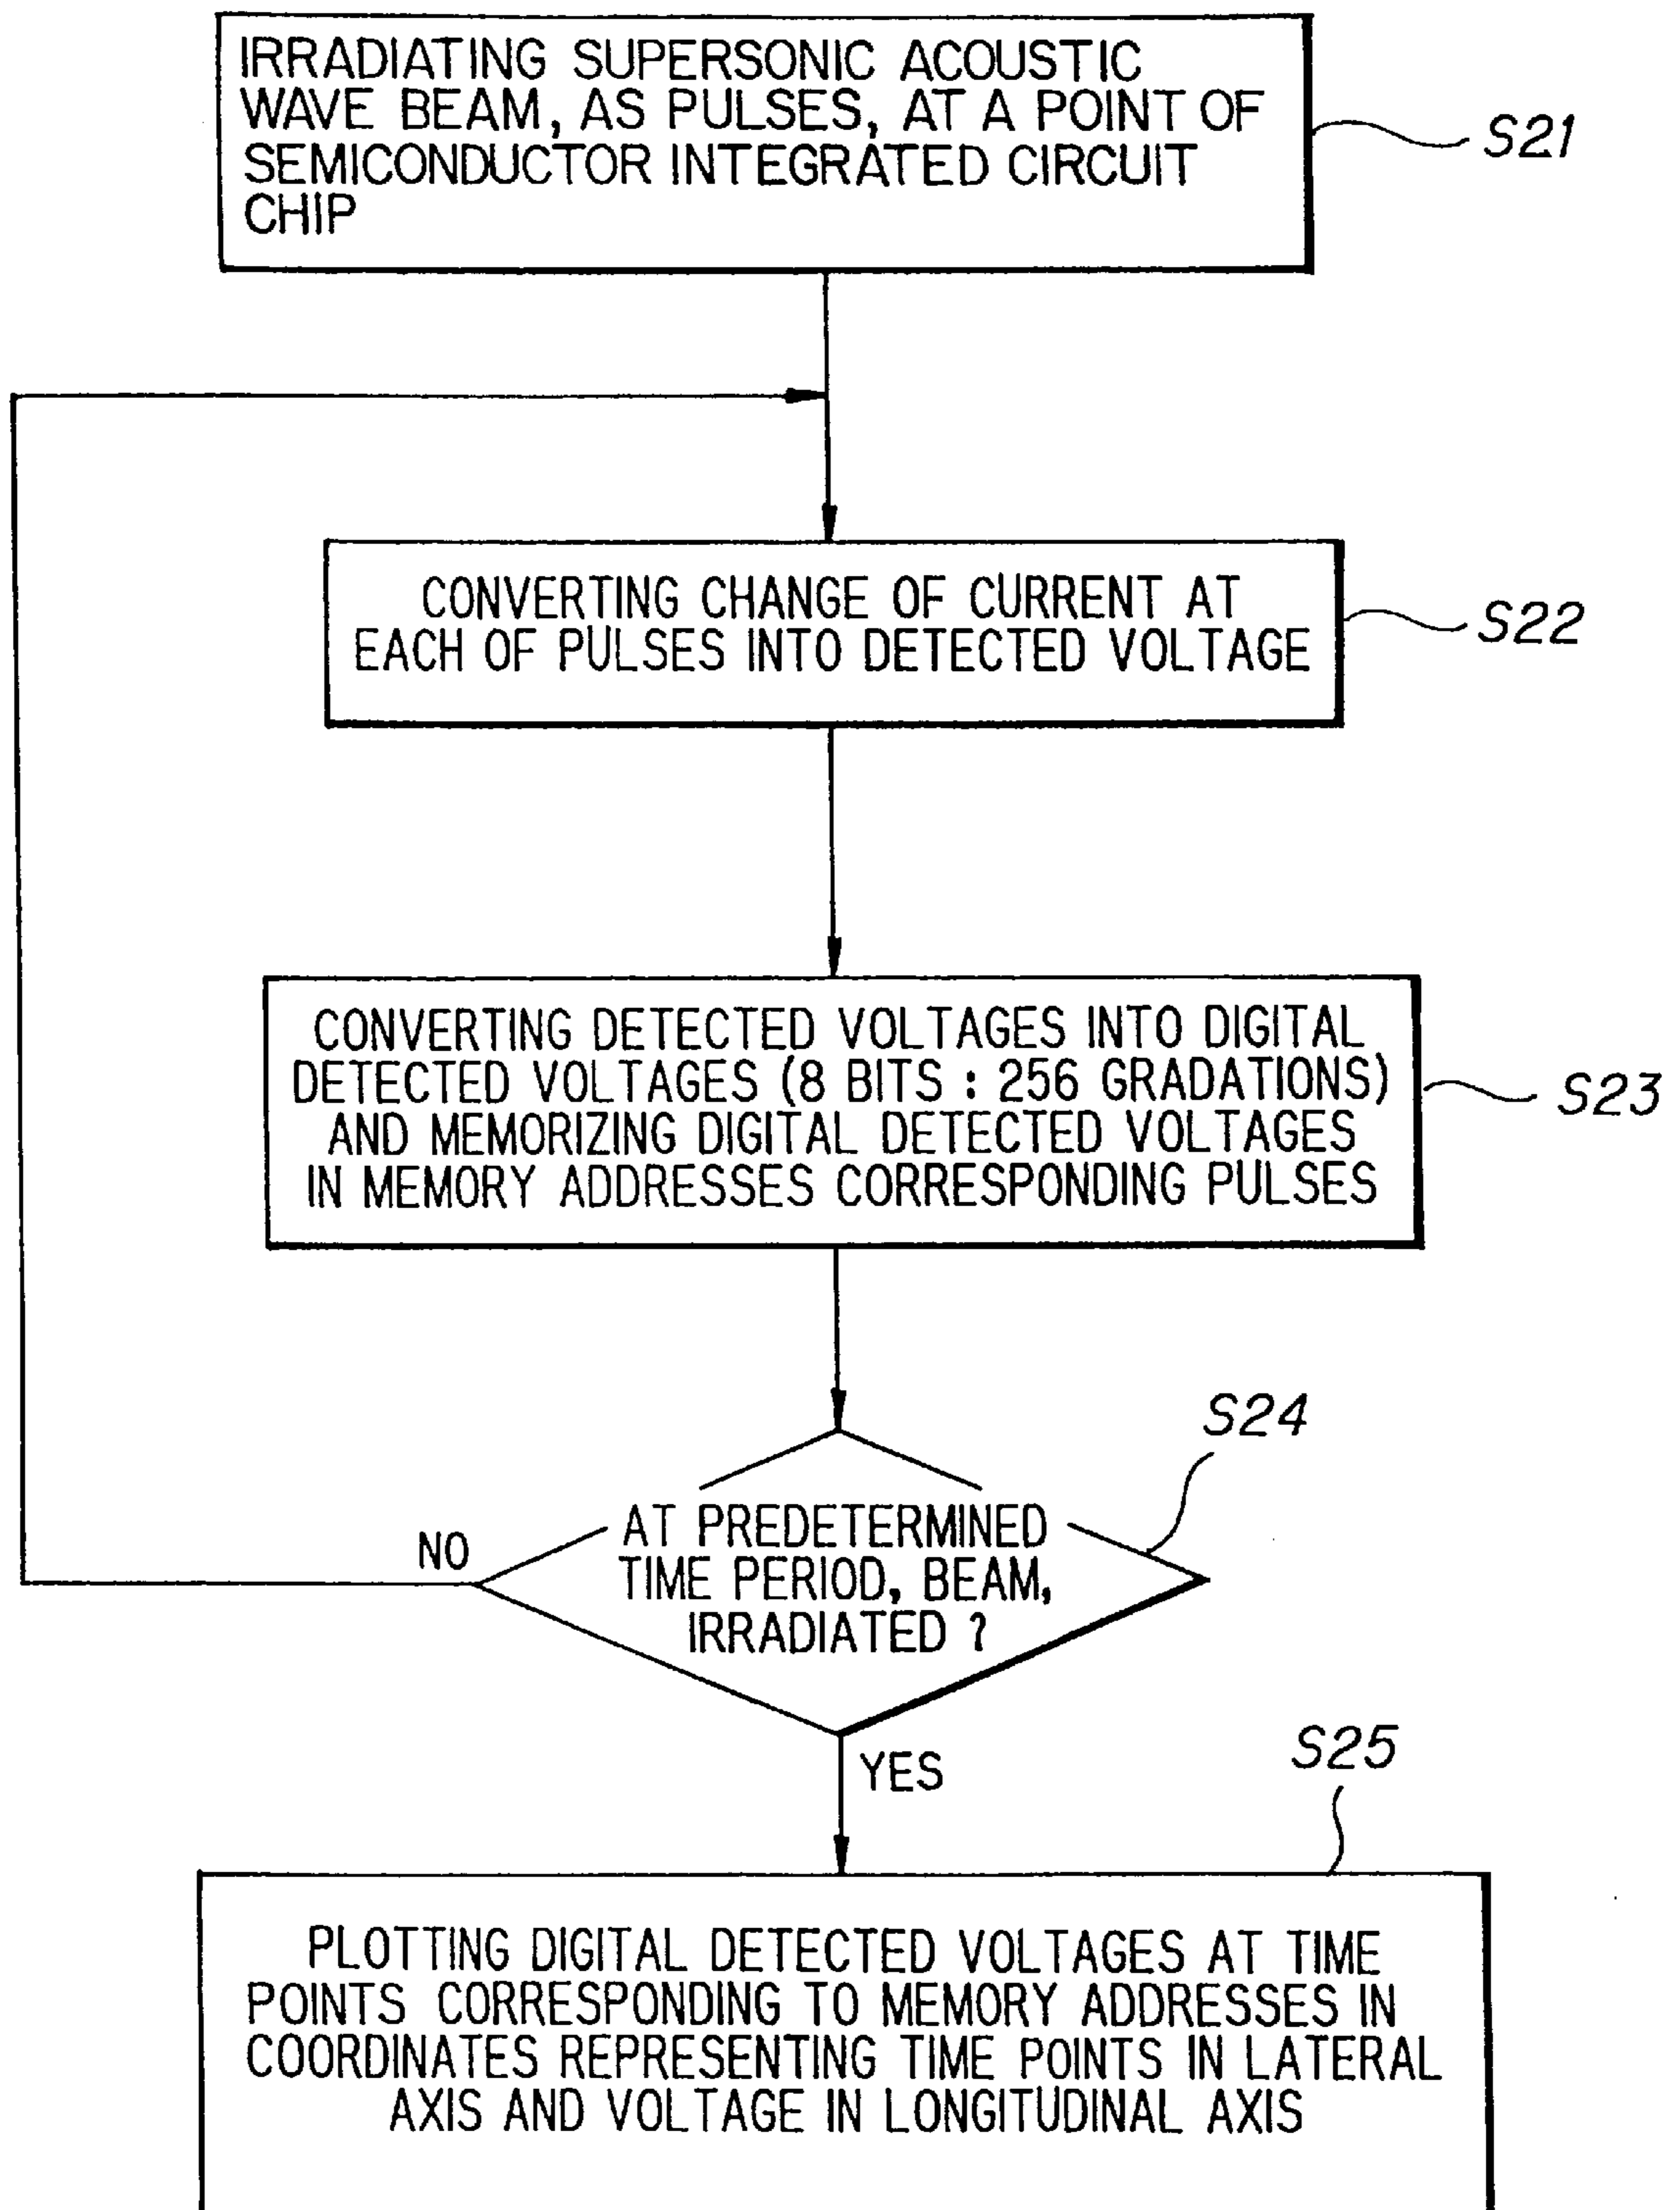 IRRADIATING SUPERSONIC ACOUSTIC
WAVE BEAM, AS PULSES, AT A POINT OF
SEMICONDUCTOR INTEGRATED CIRCUIT
CHIP
S21
CONVERTING CHANGE OF CURRENT AT
EACH OF PULSES INTO DETECTED VOLTAGE
S22
CONVERTING DETECTED VOLTAGES INTO DIGITAL
DETECTED VOLTAGES (8 BITS : 256 GRADATIONS)
AND MEMORIZING DIGITAL DETECTED VOLTAGES
IN MEMORY ADDRESSES CORRESPONDING PULSES
S23
S24
NO
AT PREDETERMINED
TIME PERIOD, BEAM,
IRRADIATED ?
YES
S25
PLOTTING DIGITAL DETECTED VOLTAGES AT TIME
POINTS CORRESPONDING TO MEMORY ADDRESSES IN
COORDINATES REPRESENTING TIME POINTS IN LATERAL
AXIS AND VOLTAGE IN LONGITUDINAL AXIS